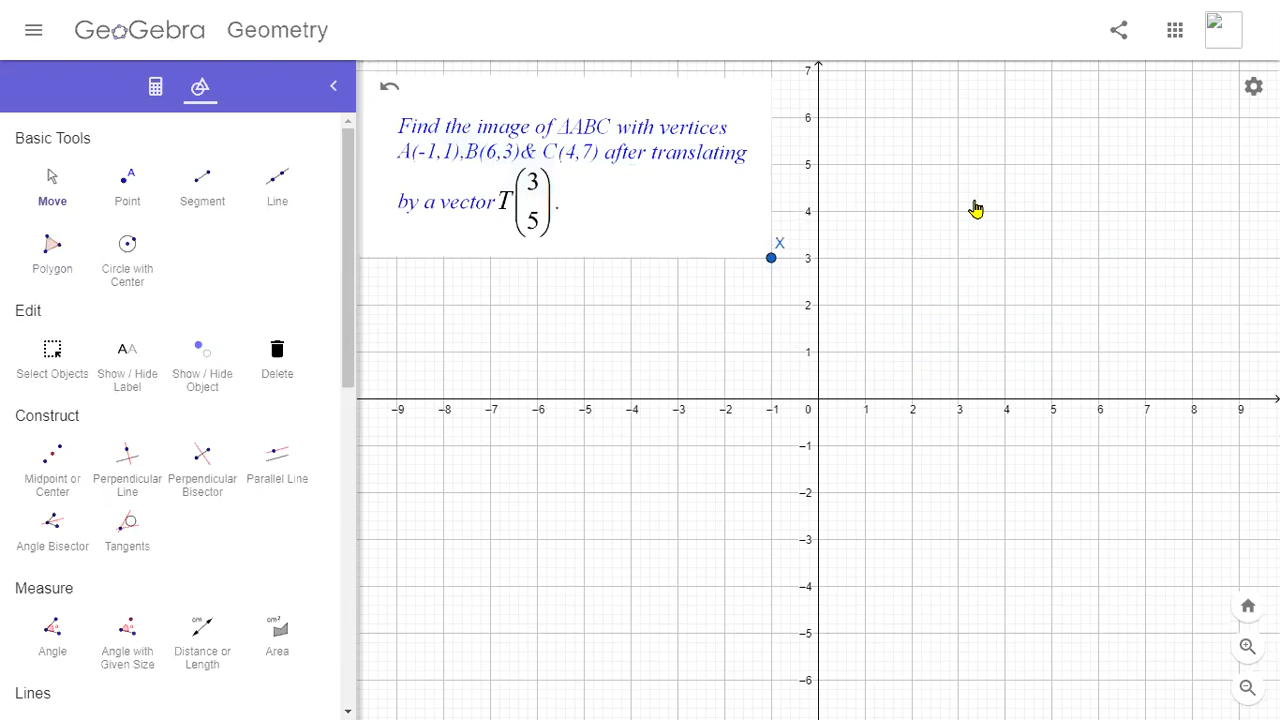 GeoGebra Geometry
Basic Tools
Move Point Segment Line
Polygon Circle with Center
Edit
Select Objects Show / Hide Label Show / Hide Object Delete
Construct
Midpoint or Center Perpendicular Line Perpendicular Bisector Parallel Line
Angle Bisector Tangents
Measure
cm cm²
Angle Angle with Given Size Distance or Length Area
Lines
Find the image of ΔABC with vertices
A(-1,1),B(6,3)& C(4,7) after translating
by a vector T(3 5).
X
7
6
5
4
3
2
1
−9 −8 −7 −6 −5 −4 −3 −2 −1 0 1 2 3 4 5 6 7 8 9
−1
−2
−3
−4
−5
−6